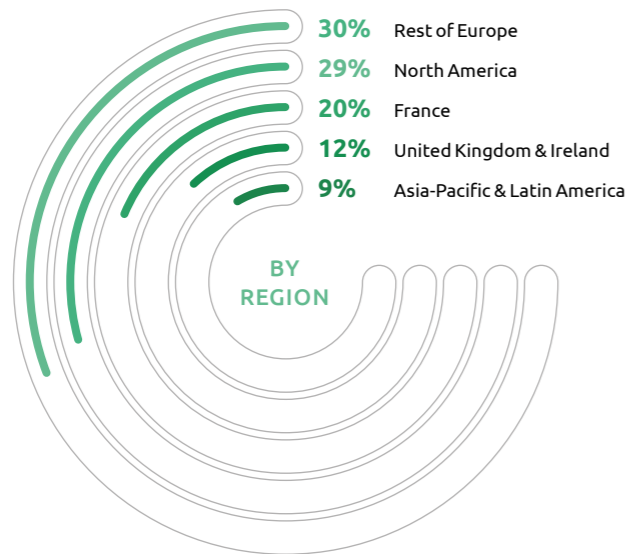 30% Rest of Europe
29% North America
20% France
12% United Kingdom & Ireland
9% Asia-Pacific & Latin America
BY
REGION